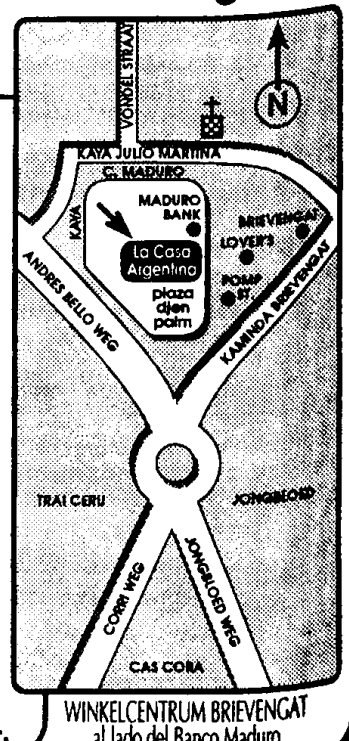 VONDEL STRAAT
N
KAYA JULIO MARTINA
C. MADURO
KAYA
MADURO
BANK
BRIEVENGAT
LOVER'S
La Casa
Argentina
POMP
ST.
plaza
djen
palm
ANDRES BELLO WEG
KAMINDA BRIEVENGAT
TRAI CERU
JONGBLOED
CORRI WEG
JONGBLOED WEG
CAS CORA
WINKELCENTRUM BRIEVENGAT
al lado del Banco Maduro